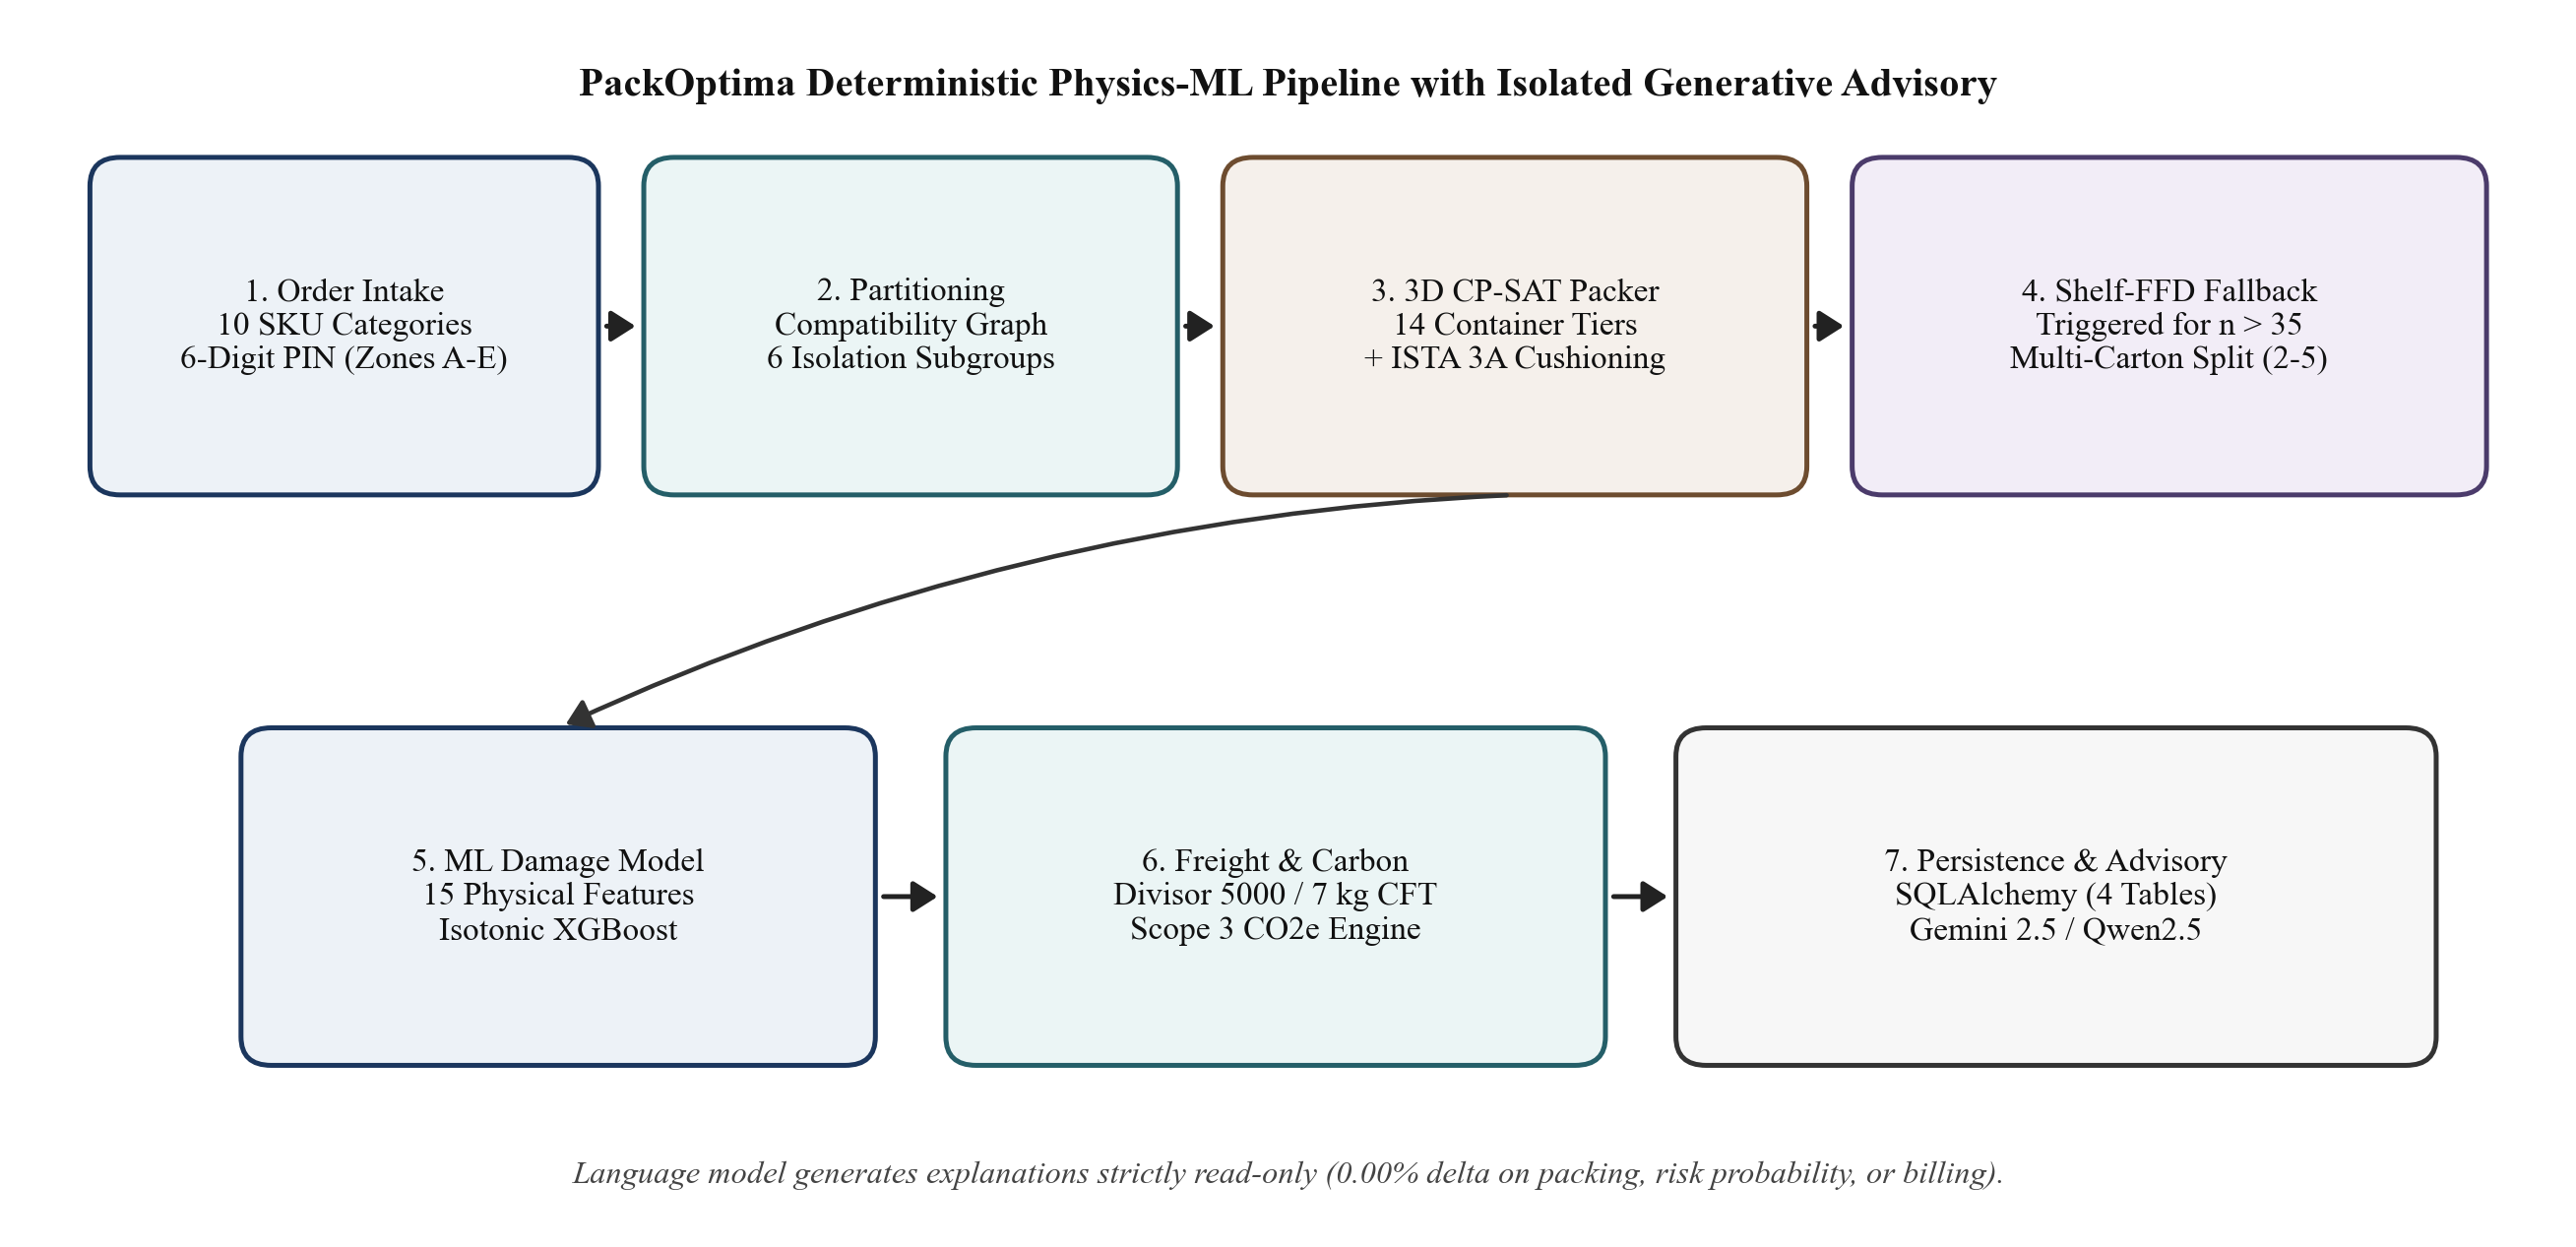 PackOptima Deterministic Physics-ML Pipeline with Isolated Generative Advisory
1. Order Intake
10 SKU Categories
6-Digit PIN (Zones A-E)
2. Partitioning
Compatibility Graph
6 Isolation Subgroups
3. 3D CP-SAT Packer
14 Container Tiers
+ ISTA 3A Cushioning
4. Shelf-FFD Fallback
Triggered for n > 35
Multi-Carton Split (2-5)
5. ML Damage Model
15 Physical Features
Isotonic XGBoost
6. Freight & Carbon
Divisor 5000 / 7 kg CFT
Scope 3 CO2e Engine
7. Persistence & Advisory
SQLAlchemy (4 Tables)
Gemini 2.5 / Qwen2.5
Language model generates explanations strictly read-only (0.00% delta on packing, risk probability, or billing).